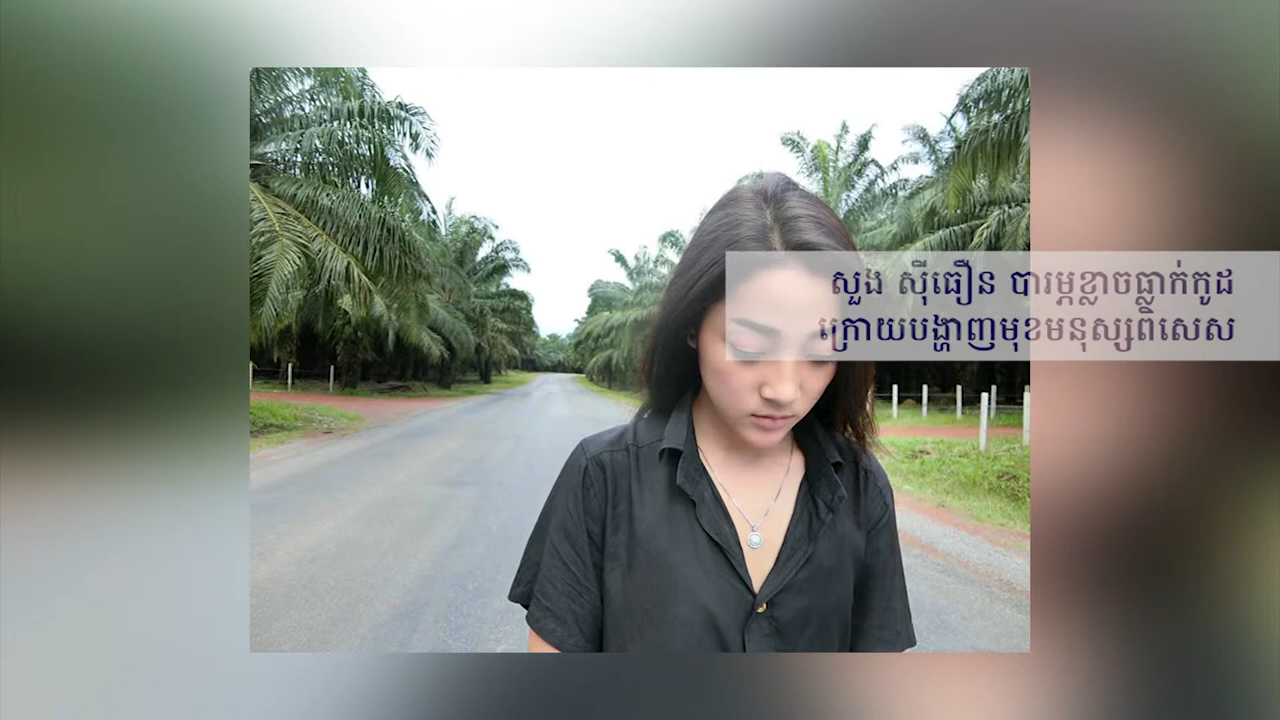 សួង ស៊ីធឿន បារម្ភខ្លាចធ្លាក់កូដ
ក្រោយបង្ហាញមុខមនុស្សពិសេស